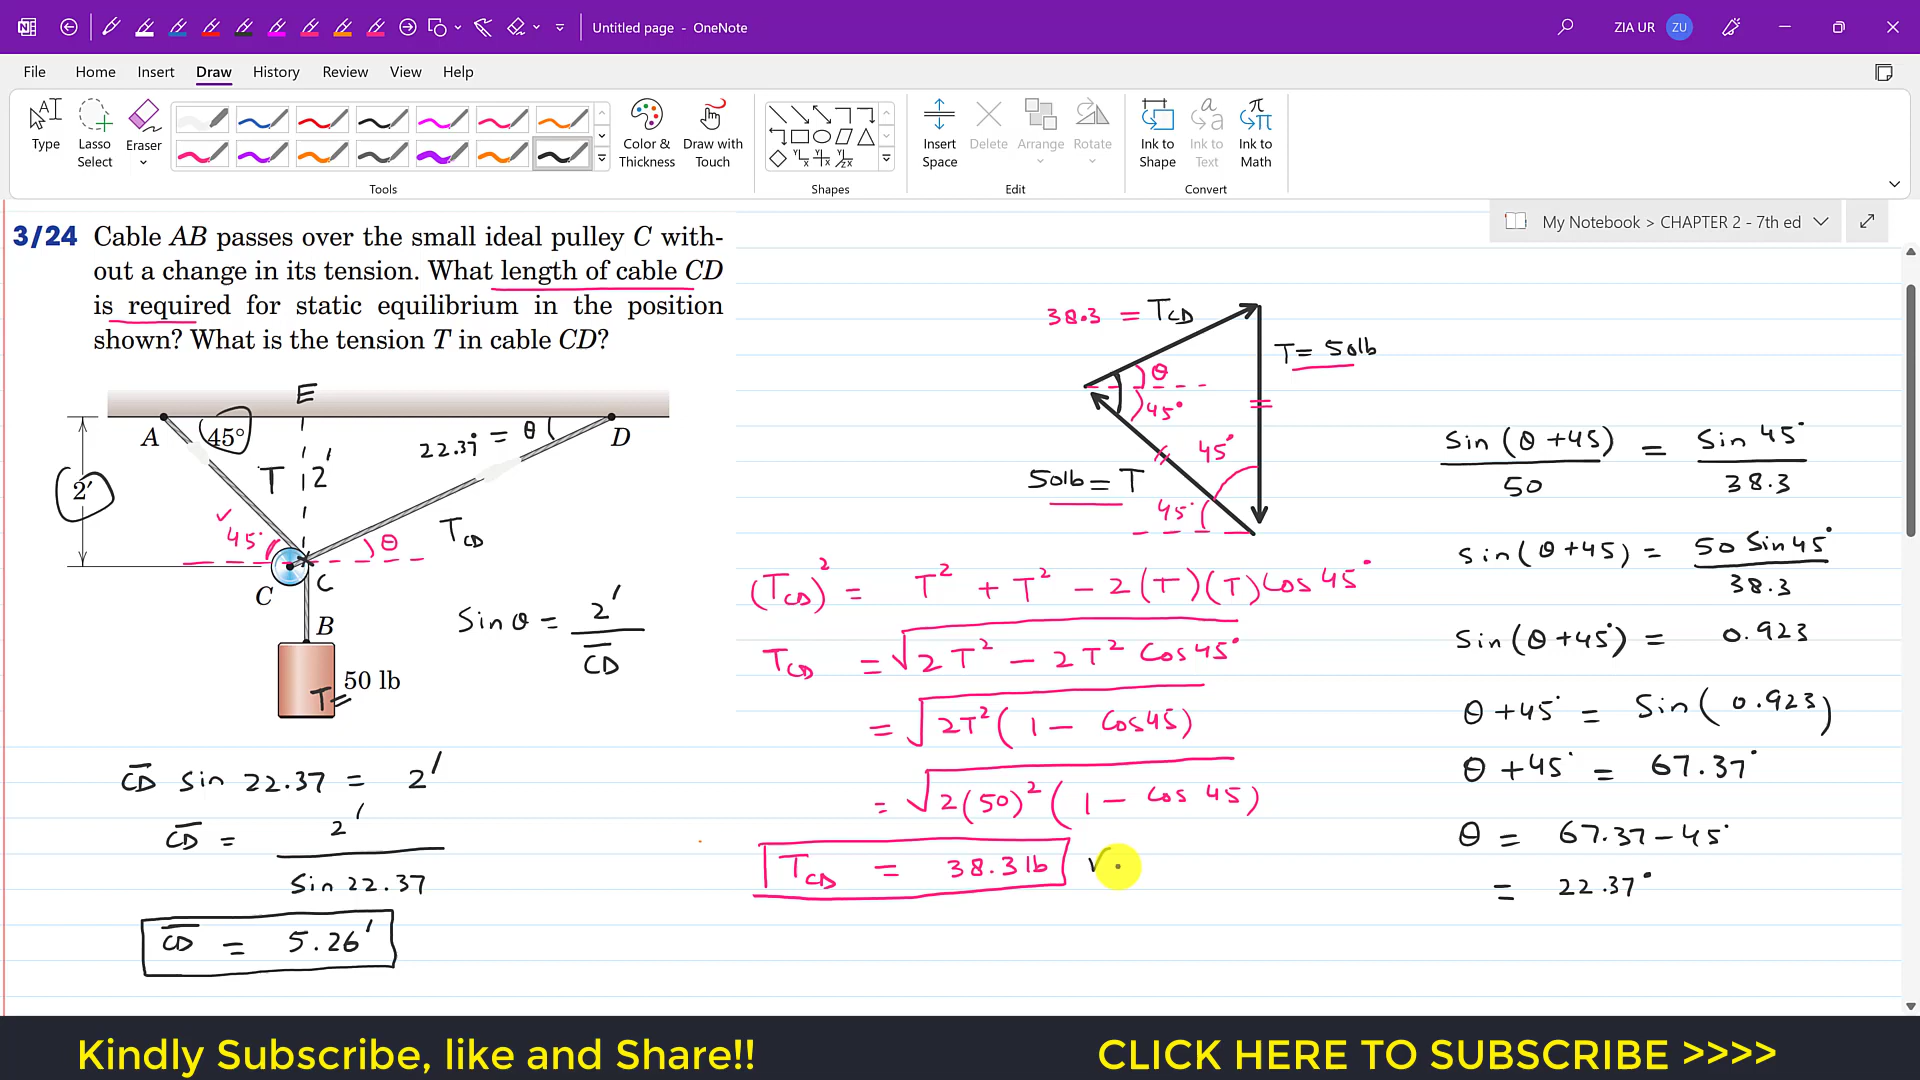 Untitled page - OneNote
ZIA UR ZU
File Home Insert Draw History Review View Help
Type
Lasso Select
Eraser
Color & Thickness
Draw with Touch
Insert Space
Delete
Arrange
Rotate
Ink to Shape
Ink to Text
Ink to Math
Tools
Shapes
Edit
Convert
My Notebook > CHAPTER 2 - 7th ed
3/24 Cable AB passes over the small ideal pulley C with-
out a change in its tension. What length of cable CD
is required for static equilibrium in the position
shown? What is the tension T in cable CD?
E
A
45°
22.37° = θ
D
2'
T
2'
45°
θ
T_CD
C
C
B
T=
50 lb
Sin θ = 2' / CD̅
CD̅ Sin 22.37 = 2'
CD̅ = 2' / Sin 22.37
CD̅ = 5.26'
38.3 = T_CD
T = 50lb
θ
45°
45°
50lb = T
45°
(T_CD)² = T² + T² - 2(T)(T) Cos 45°
T_CD = √2T² - 2T² Cos 45°
= √2T² (1 - Cos 45)
= √2(50)² (1 - Cos 45)
T_CD = 38.3 lb
Sin (θ + 45) / 50 = Sin 45° / 38.3
Sin (θ + 45) = 50 Sin 45° / 38.3
Sin (θ + 45°) = 0.923
θ + 45° = Sin (0.923)
θ + 45° = 67.37°
θ = 67.37 - 45°
= 22.37°
Kindly Subscribe, like and Share!!
CLICK HERE TO SUBSCRIBE >>>>